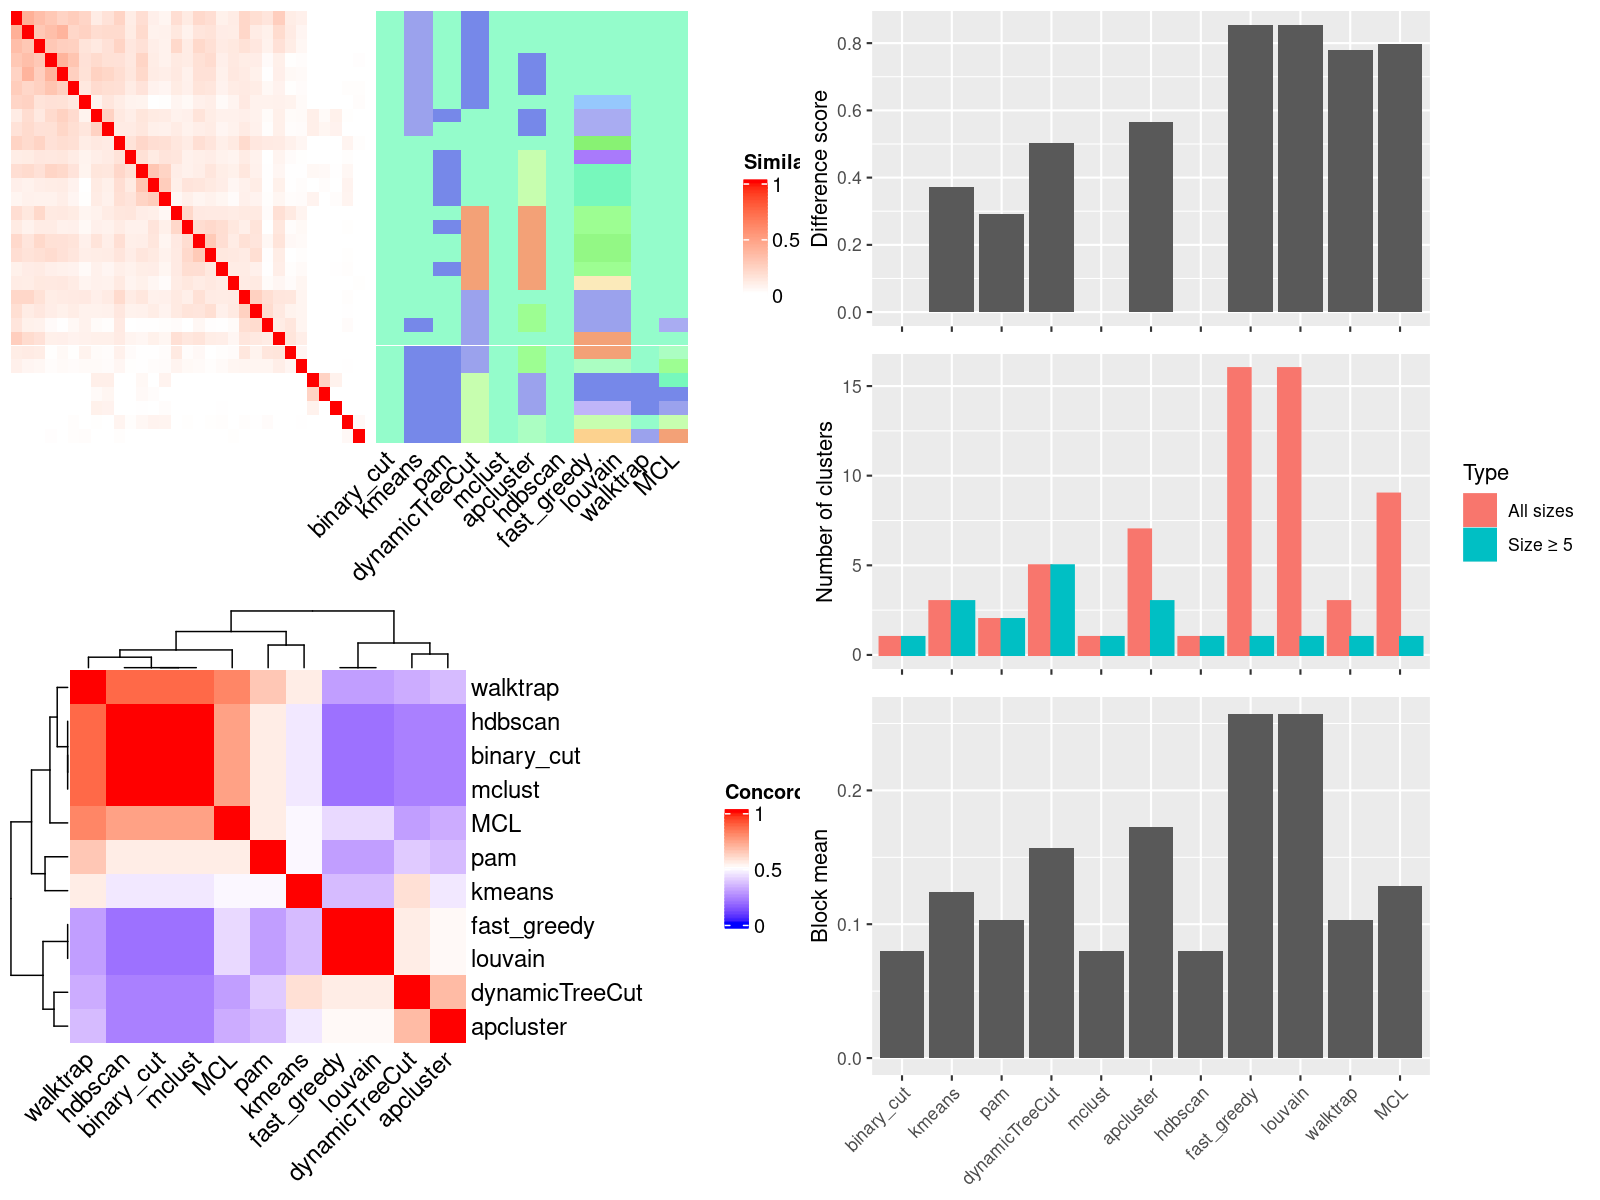 Simila
1
0.5
0
binary_cut
kmeans
pam
dynamicTreeCut
mclust
apcluster
hdbscan
fast_greedy
louvain
walktrap
MCL
Difference score
0.8
0.6
0.4
0.2
0.0
Number of clusters
15
10
5
0
Type
All sizes
Size ≥ 5
walktrap
hdbscan
binary_cut
mclust
MCL
pam
kmeans
fast_greedy
louvain
dynamicTreeCut
apcluster
walktrap
hdbscan
binary_cut
mclust
MCL
pam
kmeans
fast_greedy
louvain
dynamicTreeCut
apcluster
Concord
1
0.5
0
Block mean
0.2
0.1
0.0
binary_cut
kmeans
pam
dynamicTreeCut
mclust
apcluster
hdbscan
fast_greedy
louvain
walktrap
MCL